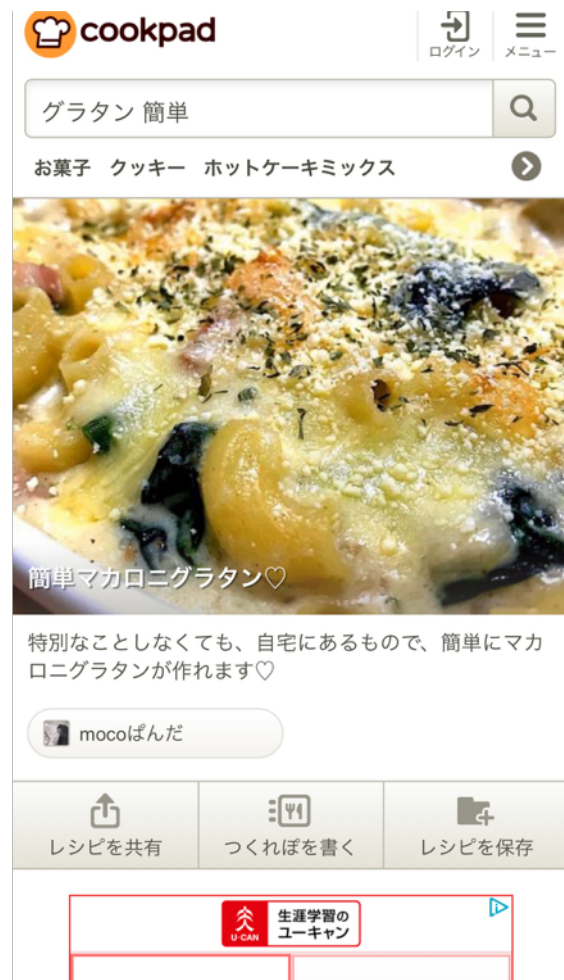 cookpad
ログイン
メニュー
グラタン 簡単
お菓子 クッキー ホットケーキミックス
簡単マカロニグラタン♡
特別なことしなくても、自宅にあるもので、簡単にマカ
ロニグラタンが作れます♡
mocoぱんだ
レシピを共有
つくれぽを書く
レシピを保存
U-CAN
生涯学習の
ユーキャン